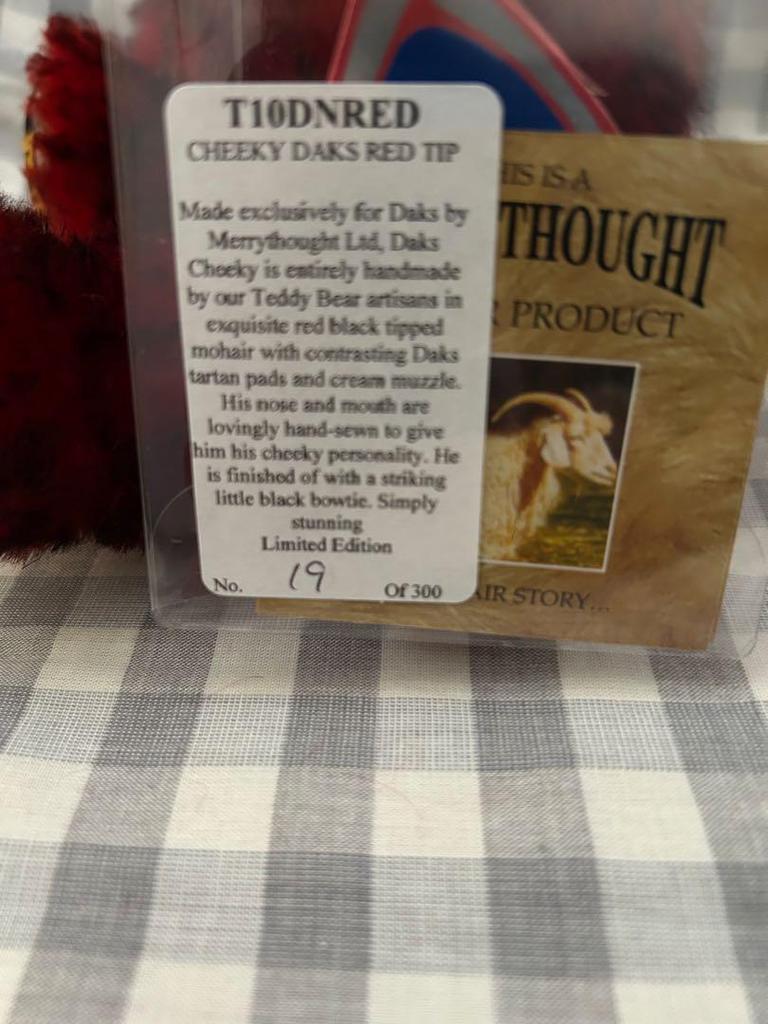 T10DNRED
CHEEKY DAKS RED TIP
Made exclusively for Daks by
Merrythought Ltd, Daks
Cheeky is entirely handmade
by our Teddy Bear artisans in
exquisite red black tipped
mohair with contrasting Daks
tartan pads and cream muzzle.
His nose and mouth are
lovingly hand-sewn to give
him his cheeky personality. He
is finished of with a striking
little black bowtie. Simply
stunning
Limited Edition
No. 19 Of 300
IS IS A
THOUGHT
PRODUCT
AIR STORY...